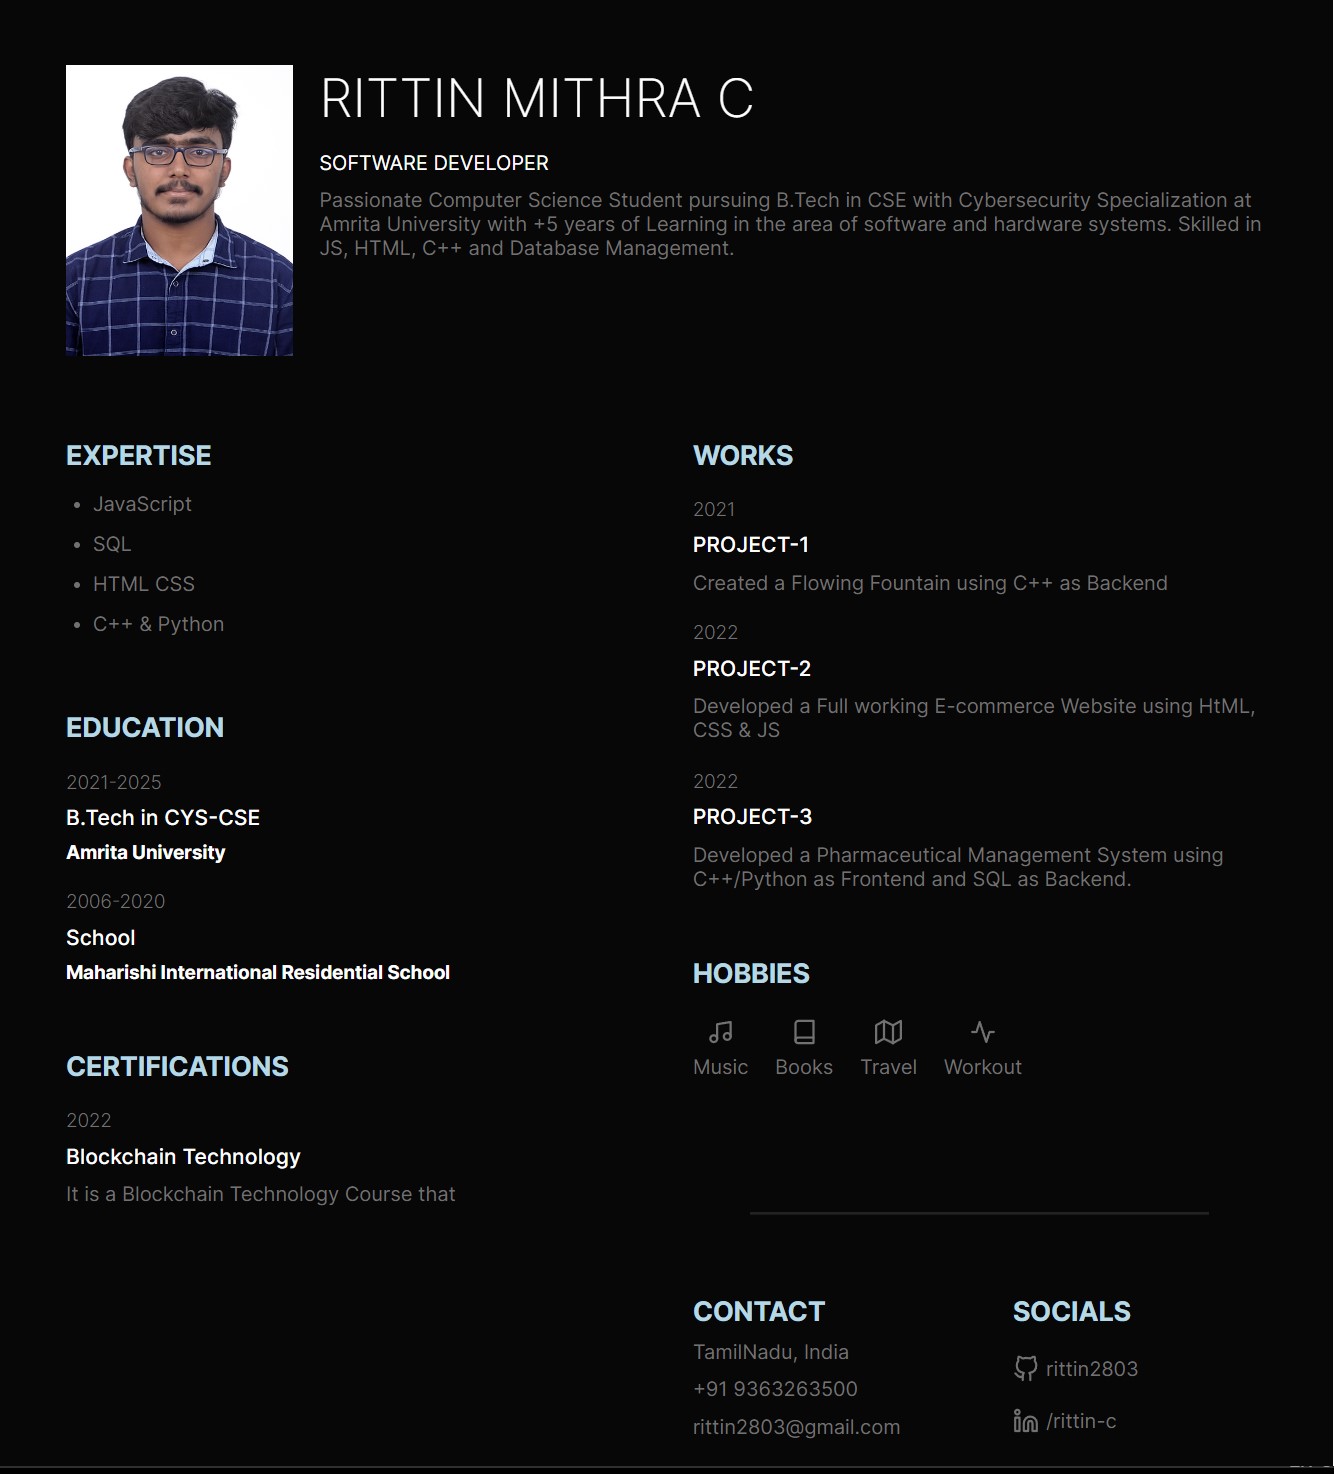 RITTIN MITHRA C
SOFTWARE DEVELOPER
Passionate Computer Science Student pursuing B.Tech in CSE with Cybersecurity Specialization at
Amrita University with +5 years of Learning in the area of software and hardware systems. Skilled in
JS, HTML, C++ and Database Management.
EXPERTISE
• JavaScript
• SQL
• HTML CSS
• C++ & Python
EDUCATION
2021-2025
B.Tech in CYS-CSE
Amrita University
2006-2020
School
Maharishi International Residential School
CERTIFICATIONS
2022
Blockchain Technology
It is a Blockchain Technology Course that
WORKS
2021
PROJECT-1
Created a Flowing Fountain using C++ as Backend
2022
PROJECT-2
Developed a Full working E-commerce Website using HtML,
CSS & JS
2022
PROJECT-3
Developed a Pharmaceutical Management System using
C++/Python as Frontend and SQL as Backend.
HOBBIES
Music Books Travel Workout
CONTACT
TamilNadu, India
+91 9363263500
rittin2803@gmail.com
SOCIALS
rittin2803
/rittin-c